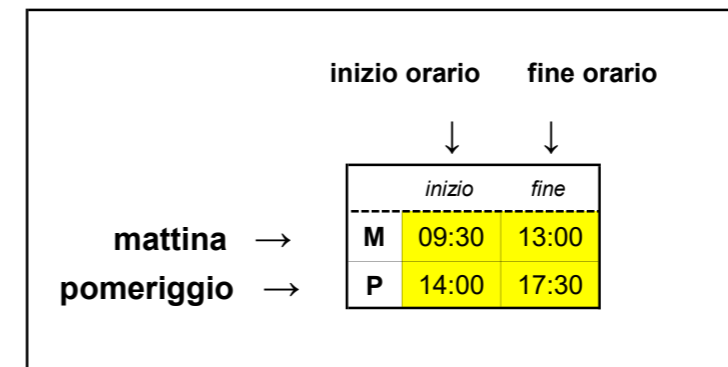 inizio orario fine orario
↓ ↓
inizio fine
mattina → M 09:30 13:00
pomeriggio → P 14:00 17:30